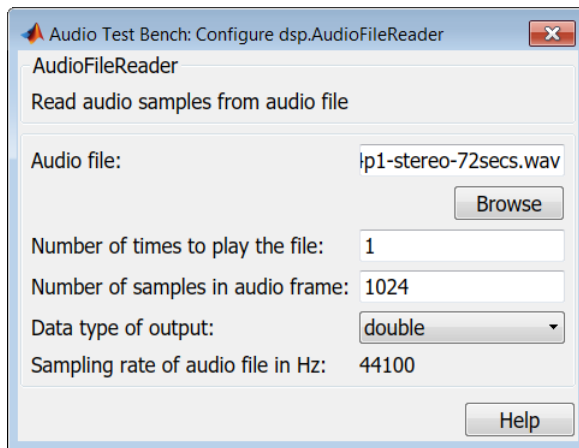 Audio Test Bench: Configure dsp.AudioFileReader
AudioFileReader
Read audio samples from audio file
Audio file: 4p1-stereo-72secs.wav
Browse
Number of times to play the file: 1
Number of samples in audio frame: 1024
Data type of output: double
Sampling rate of audio file in Hz: 44100
Help